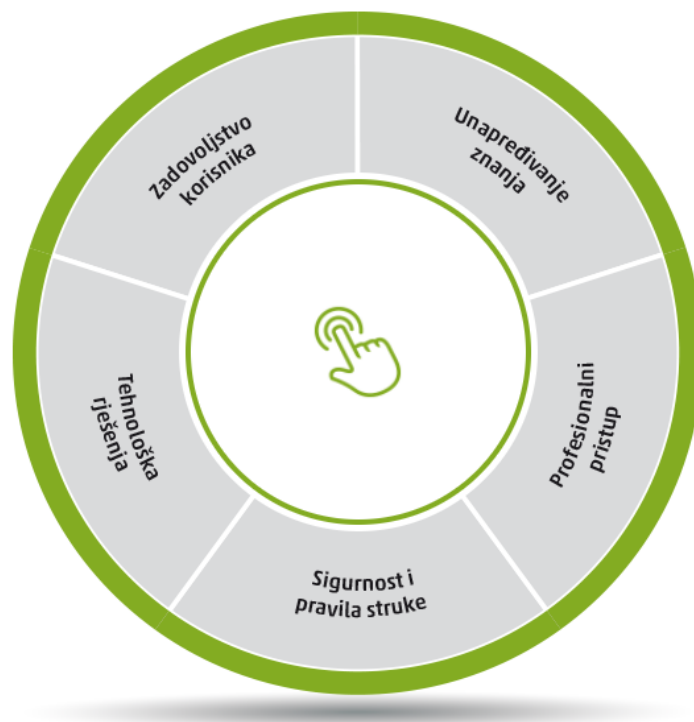 Zadovoljstvo
korisnika
Unapređivanje
znanja
Profesionalni
pristup
Sigurnost i
pravila struke
Tehnološka
rješenja